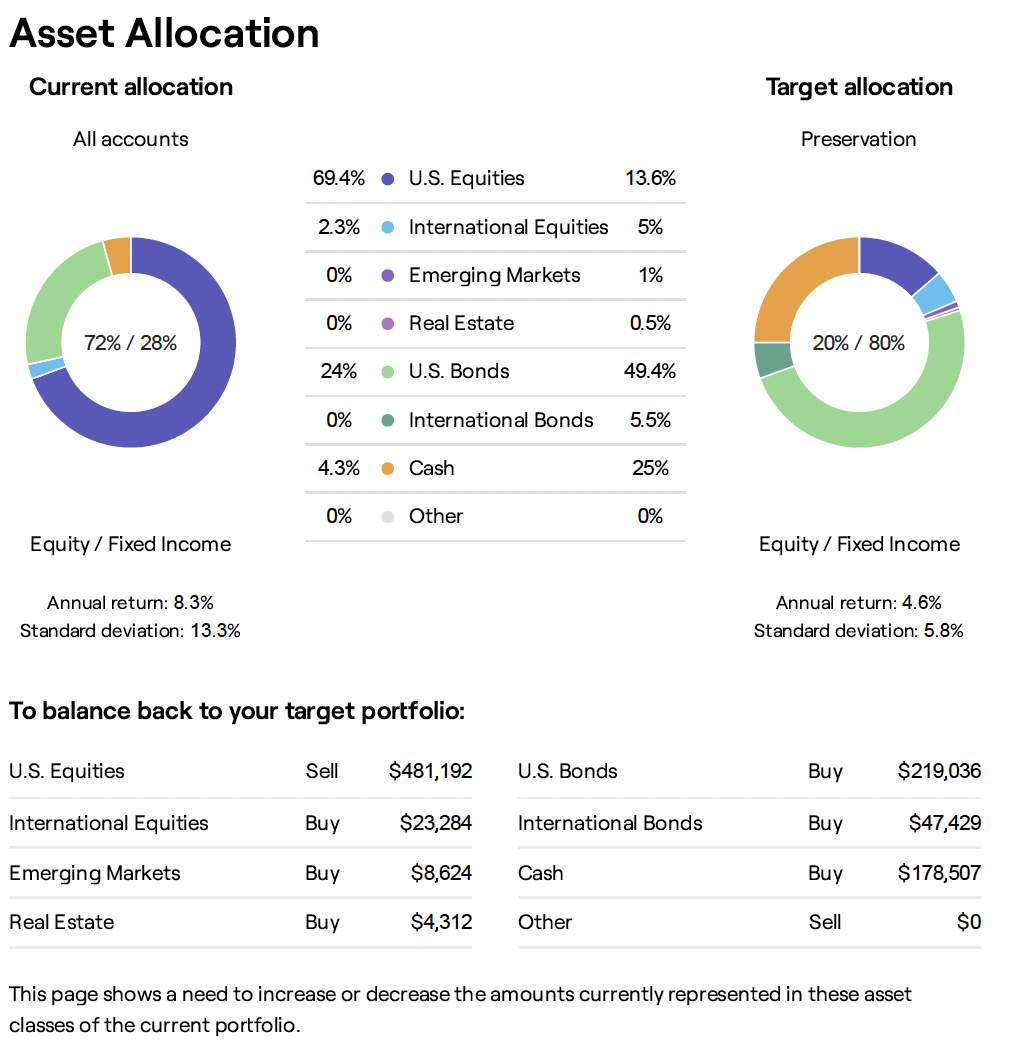 Asset Allocation
Current allocation
Target allocation
All accounts
Preservation
69.4% U.S. Equities 13.6%
2.3% International Equities 5%
0% Emerging Markets 1%
0% Real Estate 0.5%
24% U.S. Bonds 49.4%
0% International Bonds 5.5%
4.3% Cash 25%
0% Other 0%
72% / 28%
20% / 80%
Equity / Fixed Income
Equity / Fixed Income
Annual return: 8.3%
Standard deviation: 13.3%
Annual return: 4.6%
Standard deviation: 5.8%
To balance back to your target portfolio:
U.S. Equities Sell $481,192
International Equities Buy $23,284
Emerging Markets Buy $8,624
Real Estate Buy $4,312
U.S. Bonds Buy $219,036
International Bonds Buy $47,429
Cash Buy $178,507
Other Sell $0
This page shows a need to increase or decrease the amounts currently represented in these asset
classes of the current portfolio.